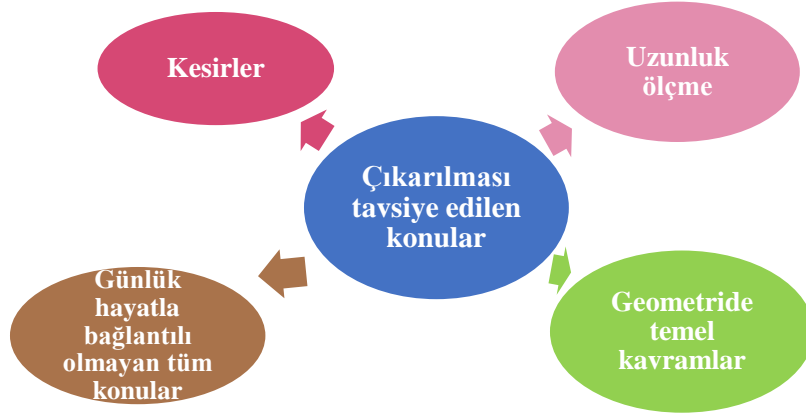 Kesirler
Uzunluk
ölçme
Çıkarılması
tavsiye edilen
konular
Günlük
hayatla
bağlantılı
olmayan tüm
konular
Geometride
temel
kavramlar